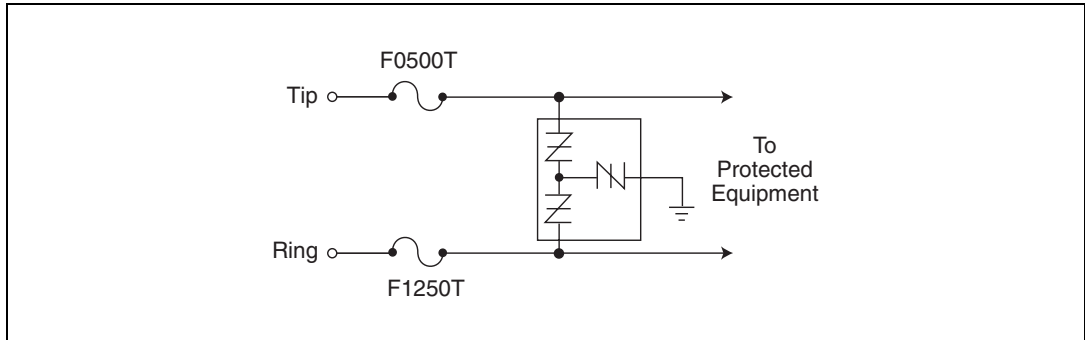 F0500T
Tip
To
Protected
Equipment
Ring
F1250T